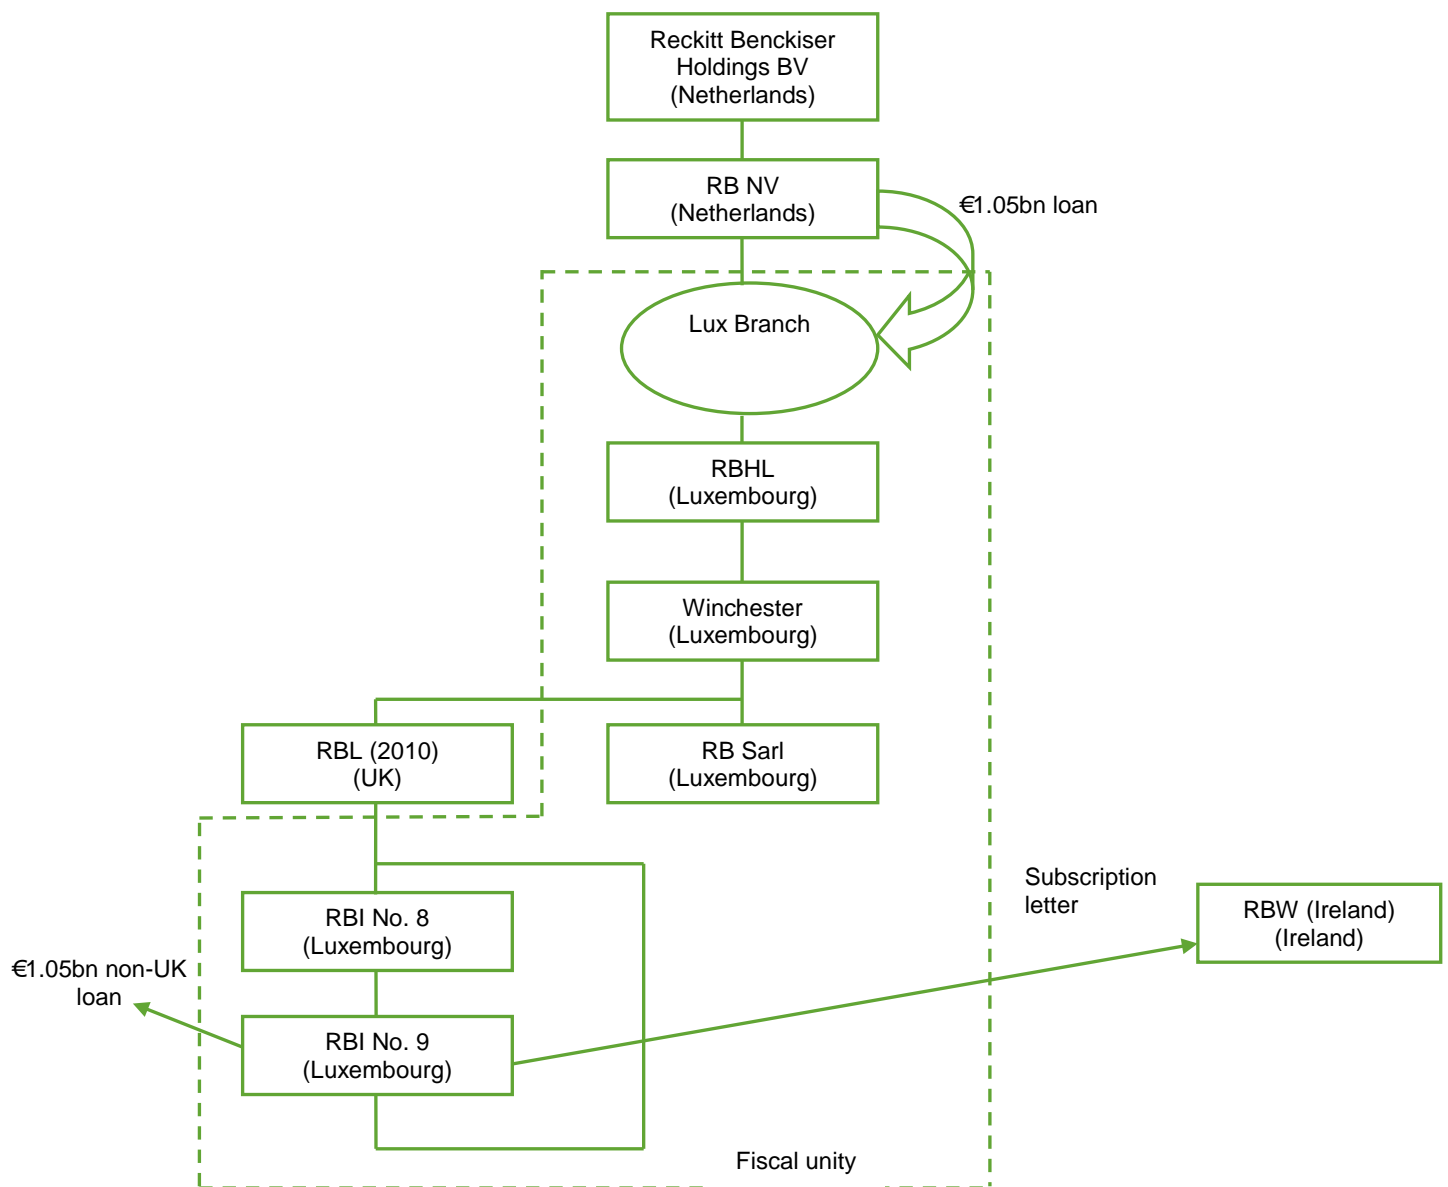 Reckitt Benckiser
Holdings BV
(Netherlands)
RB NV
(Netherlands)
€1.05bn loan
Lux Branch
RBHL
(Luxembourg)
Winchester
(Luxembourg)
RBL (2010)
(UK)
RB Sarl
(Luxembourg)
Subscription
letter
RBW (Ireland)
(Ireland)
RBI No. 8
(Luxembourg)
€1.05bn non-UK
loan
RBI No. 9
(Luxembourg)
Fiscal unity